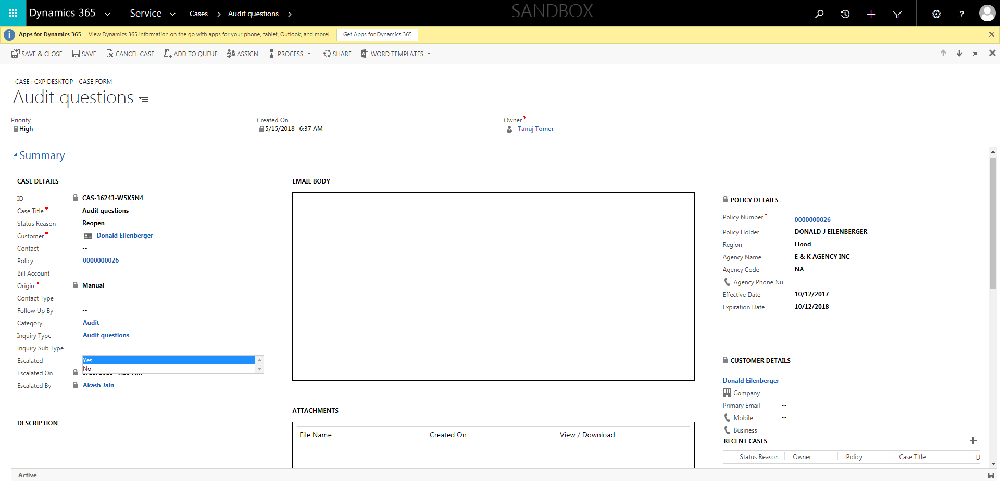 Dynamics 365 Service Cases Audit questions SANDBOX
Apps for Dynamics 365 View Dynamics 365 information on the go with apps for your phone, tablet, Outlook, and more! Get Apps for Dynamics 365
SAVE & CLOSE SAVE CANCEL CASE ADD TO QUEUE ASSIGN PROCESS SHARE WORD TEMPLATES
CASE : CXP DESKTOP - CASE FORM
Audit questions
Priority
High
Created On
5/15/2018 6:37 AM
Owner*
Tanuj Tomer
Summary
CASE DETAILS
ID CAS-36243-W5X5N4
Case Title* Audit questions
Status Reason Reopen
Customer* Donald Eilenberger
Contact --
Policy 0000000026
Bill Account --
Origin* Manual
Contact Type --
Follow Up By --
Category Audit
Inquiry Type Audit questions
Inquiry Sub Type --
Escalated Yes
No
Escalated On
Escalated By Akash Jain
DESCRIPTION
--
EMAIL BODY
ATTACHMENTS
File Name Created On View / Download
POLICY DETAILS
Policy Number* 0000000026
Policy Holder DONALD J EILENBERGER
Region Flood
Agency Name E & K AGENCY INC
Agency Code NA
Agency Phone Nu --
Effective Date 10/12/2017
Expiration Date 10/12/2018
CUSTOMER DETAILS
Donald Eilenberger
Company --
Primary Email --
Mobile --
Business --
RECENT CASES
Status Reason Owner Policy Case Title D
Active